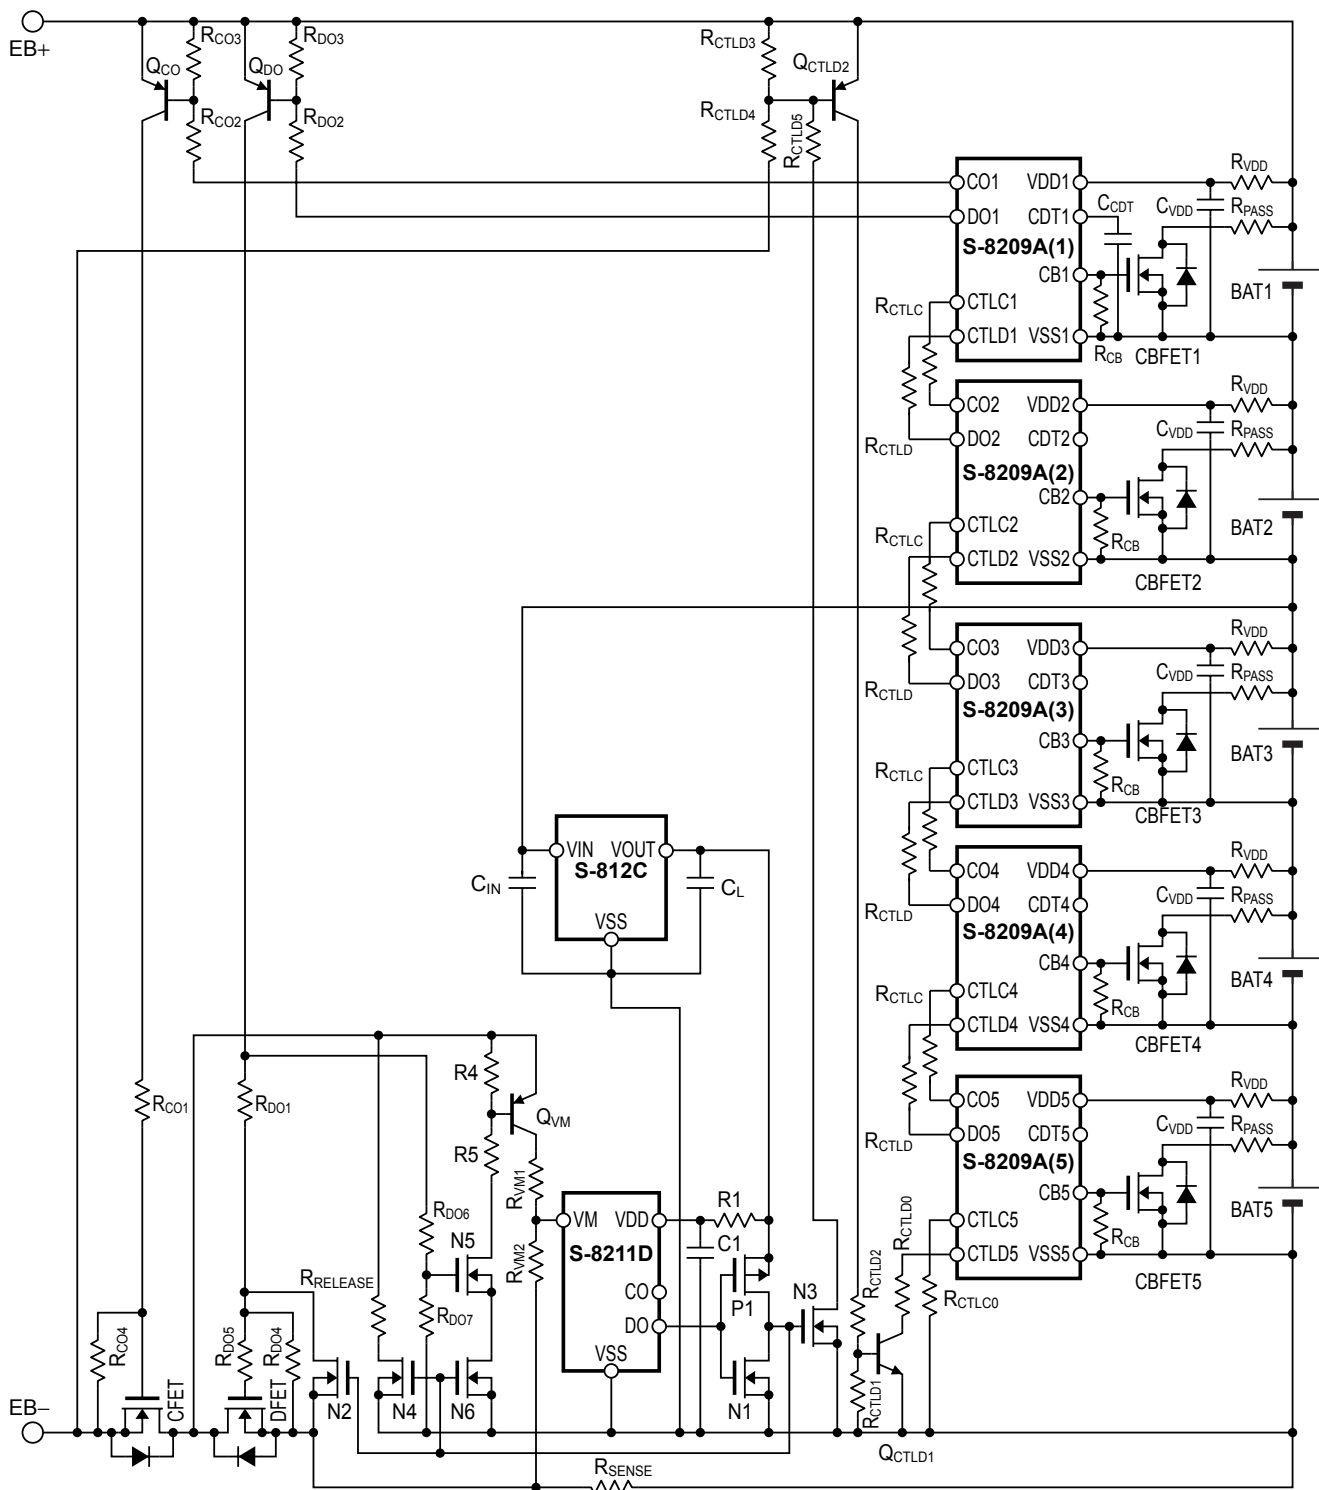 EB+
RCO3
RDO3
RCTLD3
QCO
QDO
QCTLD2
RCO2
RDO2
RCTLD4
RCTLD5
CO1
VDD1
RVDD
DO1
CDT1
CCDT
CVDD
RPASS
S-8209A(1)
CB1
BAT1
RCTLC
CTLC1
CTLD1
VSS1
RCB
CBFET1
CO2
VDD2
RVDD
RCTLD
DO2
CDT2
CVDD
RPASS
S-8209A(2)
CB2
BAT2
RCTLC
CTLC2
RCB
CTLD2
VSS2
CBFET2
CO3
VDD3
RVDD
RCTLD
DO3
CDT3
CVDD
RPASS
S-8209A(3)
CB3
BAT3
RCTLC
CTLC3
RCB
CTLD3
VSS3
CBFET3
VIN
VOUT
S-812C
CIN
CL
VSS
CO4
VDD4
RVDD
RCTLD
DO4
CDT4
CVDD
RPASS
S-8209A(4)
CB4
BAT4
RCTLC
CTLC4
RCB
CTLD4
VSS4
CBFET4
R4
RCO1
RDO1
QVM
R5
RVM1
CO5
VDD5
RVDD
RCTLD
DO5
CDT5
CVDD
RPASS
S-8209A(5)
CB5
BAT5
RCTLD0
CTLC5
RCB
CTLD5
VSS5
CBFET5
RDO6
VM
VDD
R1
S-8211D
C1
N5
RVM2
RRELEASE
CO
P1
N3
RCTLD2
RCTLC0
RDO7
DO
RCO4
RDO5
RDO4
VSS
RCTLD1
CFET
DFET
N2
N4
N6
N1
EB−
QCTLD1
RSENSE